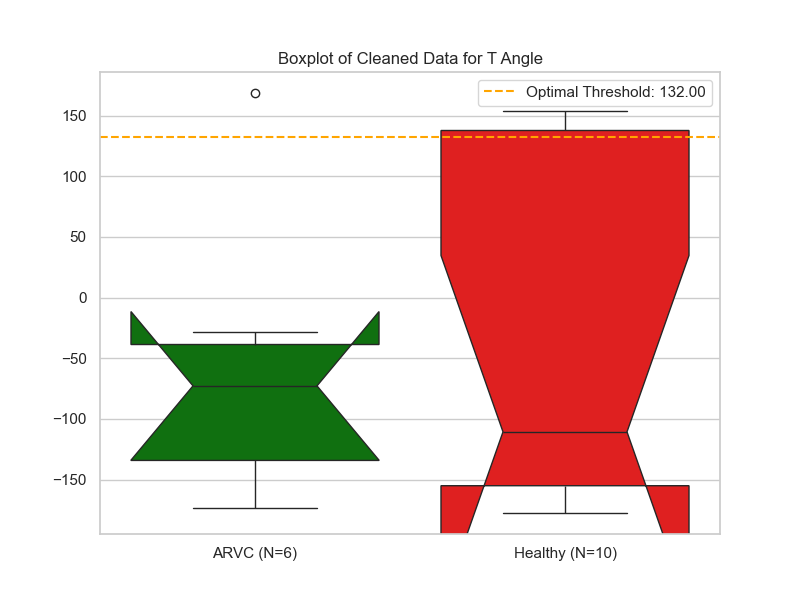 Boxplot of Cleaned Data for T Angle
Optimal Threshold: 132.00
150
100
50
0
−50
−100
−150
ARVC (N=6)
Healthy (N=10)